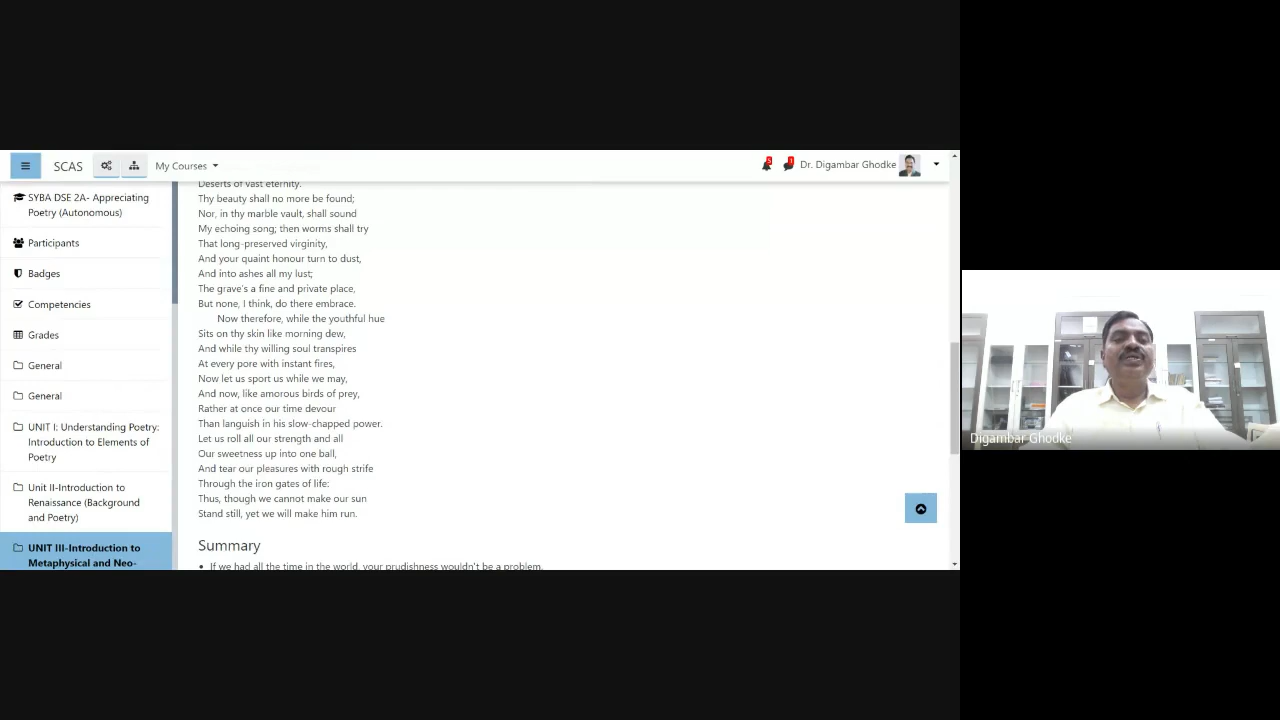 SCAS
My Courses
Dr. Digambar Ghodke
SYBA DSE 2A- Appreciating
Poetry (Autonomous)
Participants
Badges
Competencies
Grades
General
General
UNIT I: Understanding Poetry:
Introduction to Elements of
Poetry
Unit II-Introduction to
Renaissance (Background
and Poetry)
UNIT III-Introduction to
Metaphysical and Neo-
Deserts of vast eternity.
Thy beauty shall no more be found;
Nor, in thy marble vault, shall sound
My echoing song; then worms shall try
That long-preserved virginity,
And your quaint honour turn to dust,
And into ashes all my lust;
The grave's a fine and private place,
But none, I think, do there embrace.
Now therefore, while the youthful hue
Sits on thy skin like morning dew,
And while thy willing soul transpires
At every pore with instant fires,
Now let us sport us while we may,
And now, like amorous birds of prey,
Rather at once our time devour
Than languish in his slow-chapped power.
Let us roll all our strength and all
Our sweetness up into one ball,
And tear our pleasures with rough strife
Through the iron gates of life:
Thus, though we cannot make our sun
Stand still, yet we will make him run.
Summary
• If we had all the time in the world, your prudishness wouldn't be a problem.
Digambar Ghodke